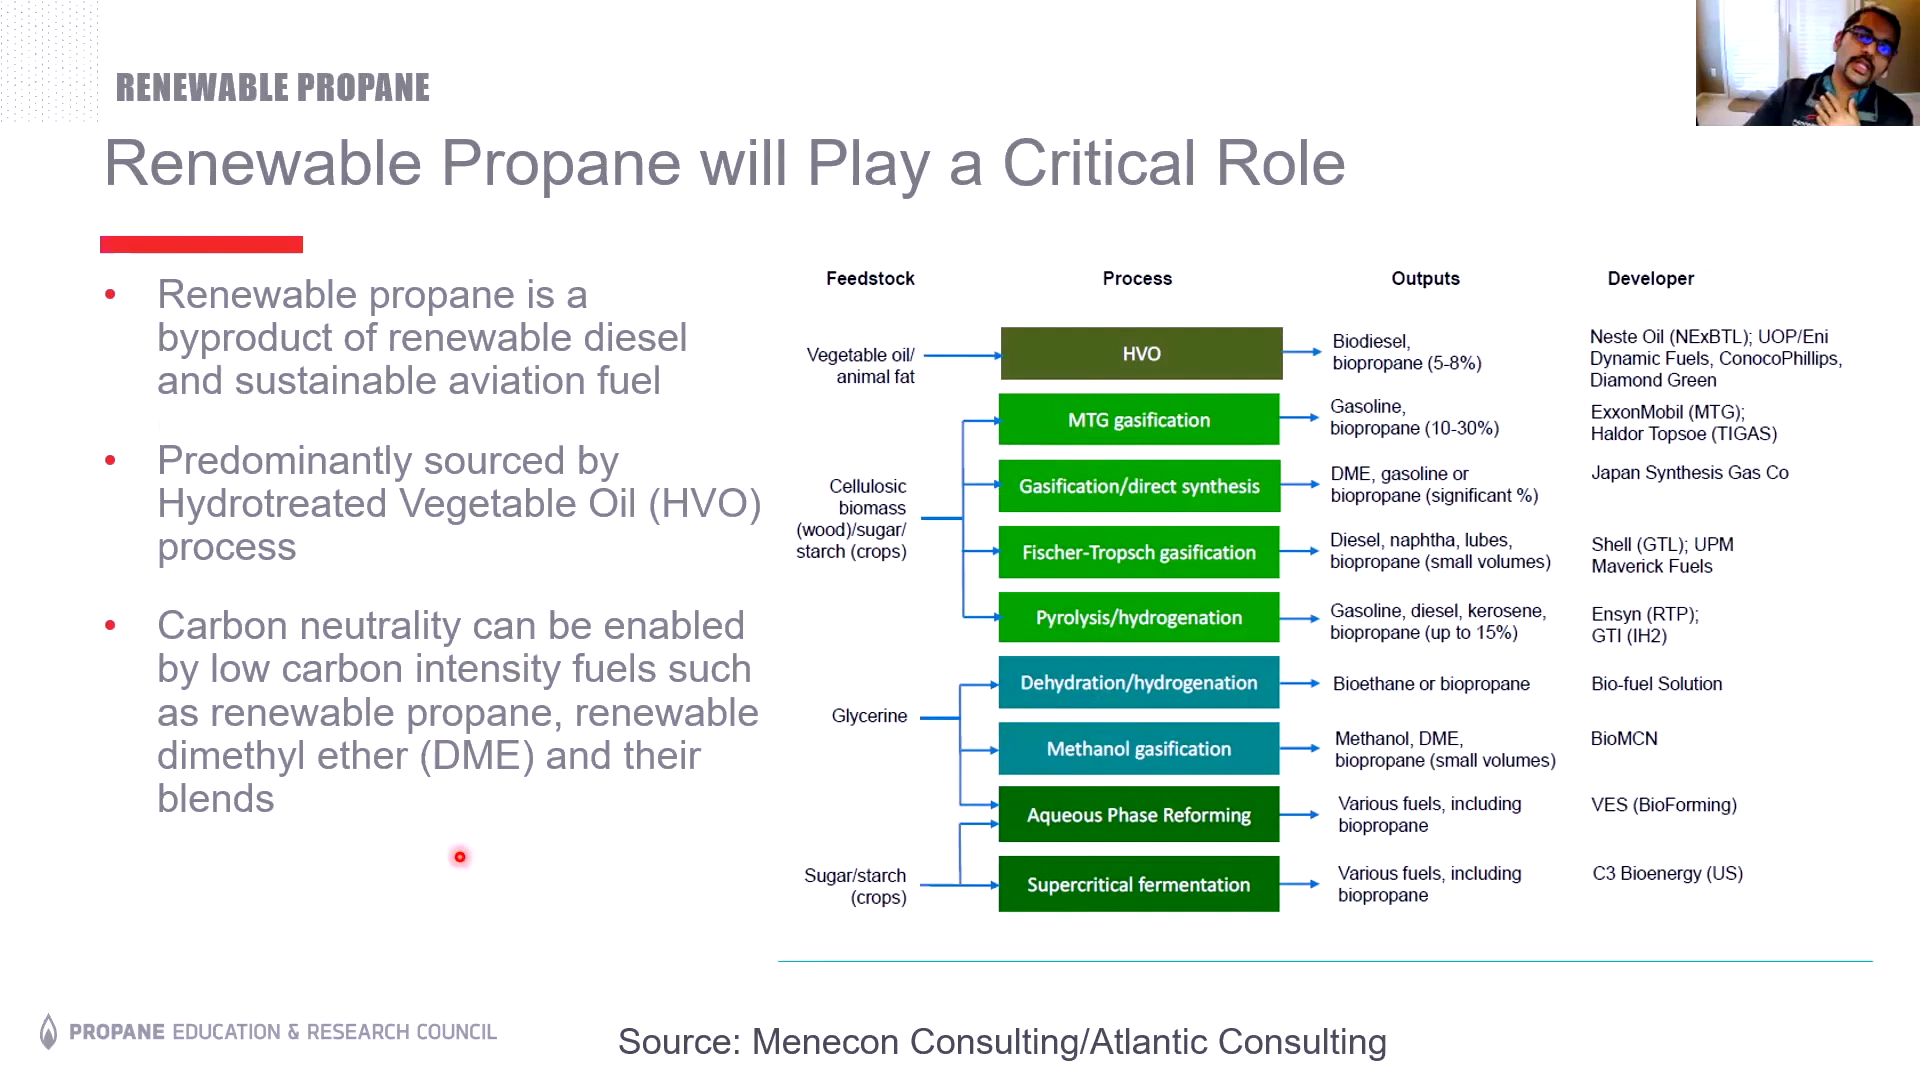 RENEWABLE PROPANE
Renewable Propane will Play a Critical Role
• Renewable propane is a
byproduct of renewable diesel
and sustainable aviation fuel
• Predominantly sourced by
Hydrotreated Vegetable Oil (HVO)
process
• Carbon neutrality can be enabled
by low carbon intensity fuels such
as renewable propane, renewable
dimethyl ether (DME) and their
blends
Feedstock Process Outputs Developer
Vegetable oil/
animal fat
HVO
Biodiesel,
biopropane (5-8%)
Neste Oil (NExBTL); UOP/Eni
Dynamic Fuels, ConocoPhillips,
Diamond Green
Cellulosic
biomass
(wood)/sugar/
starch (crops)
MTG gasification
Gasoline,
biopropane (10-30%)
ExxonMobil (MTG);
Haldor Topsoe (TIGAS)
Gasification/direct synthesis
DME, gasoline or
biopropane (significant %)
Japan Synthesis Gas Co
Fischer-Tropsch gasification
Diesel, naphtha, lubes,
biopropane (small volumes)
Shell (GTL); UPM
Maverick Fuels
Pyrolysis/hydrogenation
Gasoline, diesel, kerosene,
biopropane (up to 15%)
Ensyn (RTP);
GTI (IH2)
Glycerine
Dehydration/hydrogenation
Bioethane or biopropane
Bio-fuel Solution
Methanol gasification
Methanol, DME,
biopropane (small volumes)
BioMCN
Aqueous Phase Reforming
Various fuels, including
biopropane
VES (BioForming)
Sugar/starch
(crops)
Supercritical fermentation
Various fuels, including
biopropane
C3 Bioenergy (US)
PROPANE EDUCATION & RESEARCH COUNCIL
Source: Menecon Consulting/Atlantic Consulting